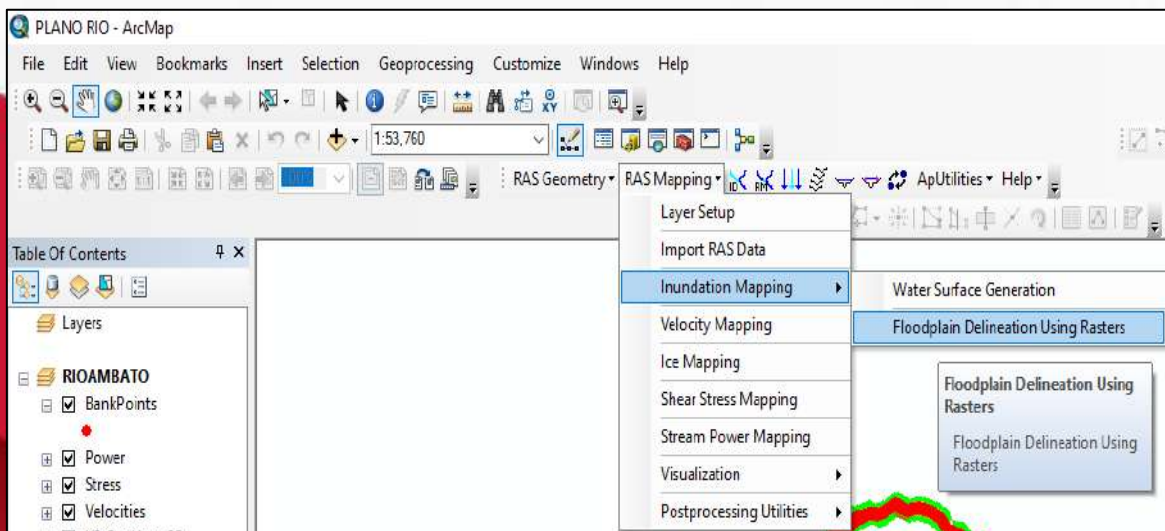 PLANO RIO - ArcMap
File Edit View Bookmarks Insert Selection Geoprocessing Customize Windows Help
1:53,760
RAS Geometry RAS Mapping ApUtilities Help
Layer Setup
Table Of Contents
Import RAS Data
Inundation Mapping
Water Surface Generation
Layers
Velocity Mapping
Floodplain Delineation Using Rasters
Ice Mapping
RIOAMBATO
Floodplain Delineation Using
Rasters
BankPoints
Shear Stress Mapping
Stream Power Mapping
Floodplain Delineation Using
Rasters
Power
Stress
Visualization
Velocities
Postprocessing Utilities